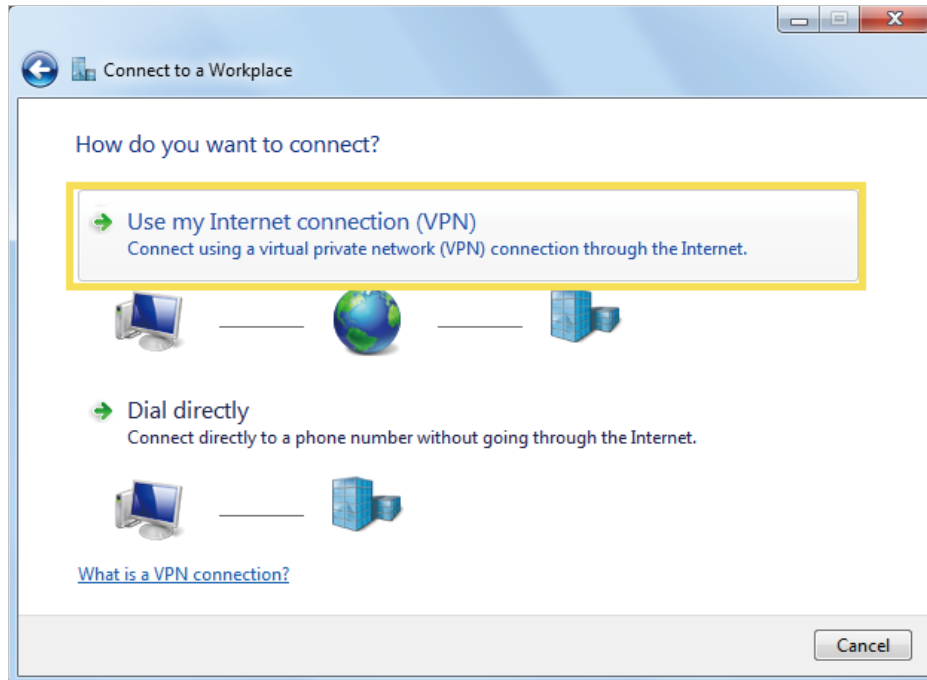 Connect to a Workplace
How do you want to connect?
Use my Internet connection (VPN)
Connect using a virtual private network (VPN) connection through the Internet.
Dial directly
Connect directly to a phone number without going through the Internet.
What is a VPN connection?
Cancel